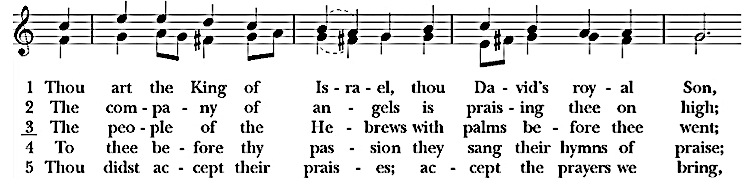 1 Thou art the King of Is - ra - el, thou Da - vid's roy - al Son,
2 The com - pa - ny of an - gels is prais - ing thee on high;
3 The peo - ple of the He - brews with palms be - fore thee went;
4 To thee be - fore thy pas - sion they sang their hymns of praise;
5 Thou didst ac - cept their prais - es; ac - cept the prayers we bring,